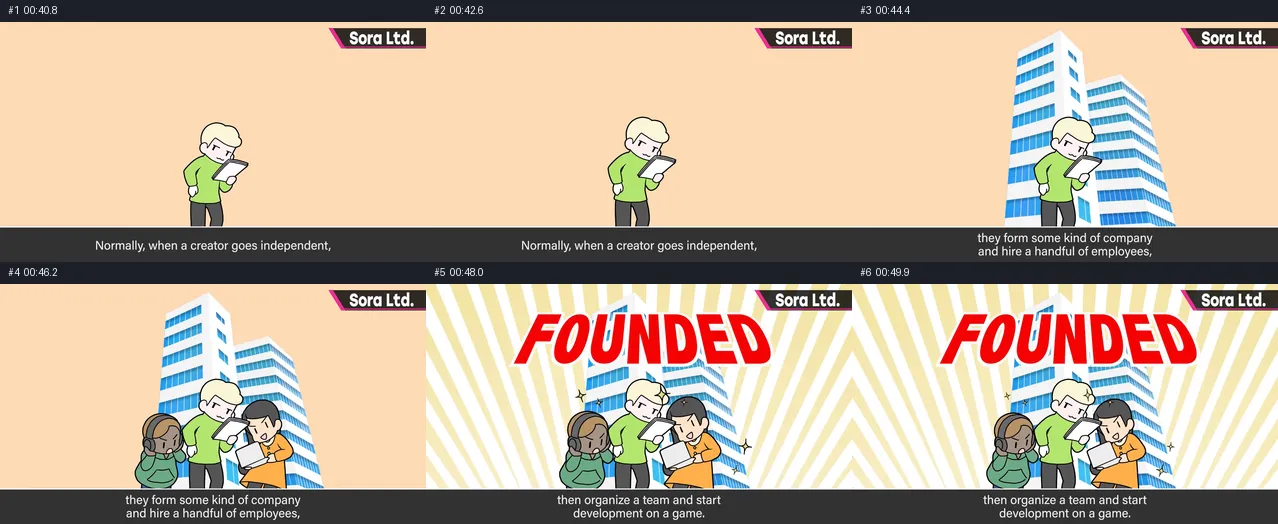 #1 00:40.8
Sora Ltd.
Normally, when a creator goes independent,
#2 00:42.6
Sora Ltd.
Normally, when a creator goes independent,
#3 00:44.4
Sora Ltd.
they form some kind of company
and hire a handful of employees,
#4 00:46.2
Sora Ltd.
they form some kind of company
and hire a handful of employees,
#5 00:48.0
Sora Ltd.
FOUNDED
then organize a team and start
development on a game.
#6 00:49.9
Sora Ltd.
FOUNDED
then organize a team and start
development on a game.